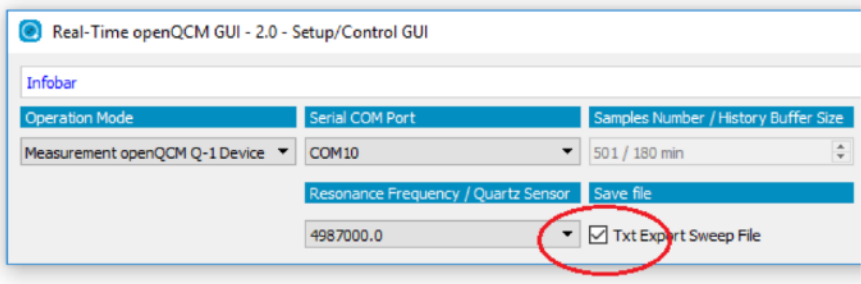 Real-Time openQCM GUI - 2.0 - Setup/Control GUI
Infobar
Operation Mode
Serial COM Port
Samples Number / History Buffer Size
Measurement openQCM Q-1 Device
COM10
501 / 180 min
Resonance Frequency / Quartz Sensor
Save file
4987000.0
Txt Export Sweep File